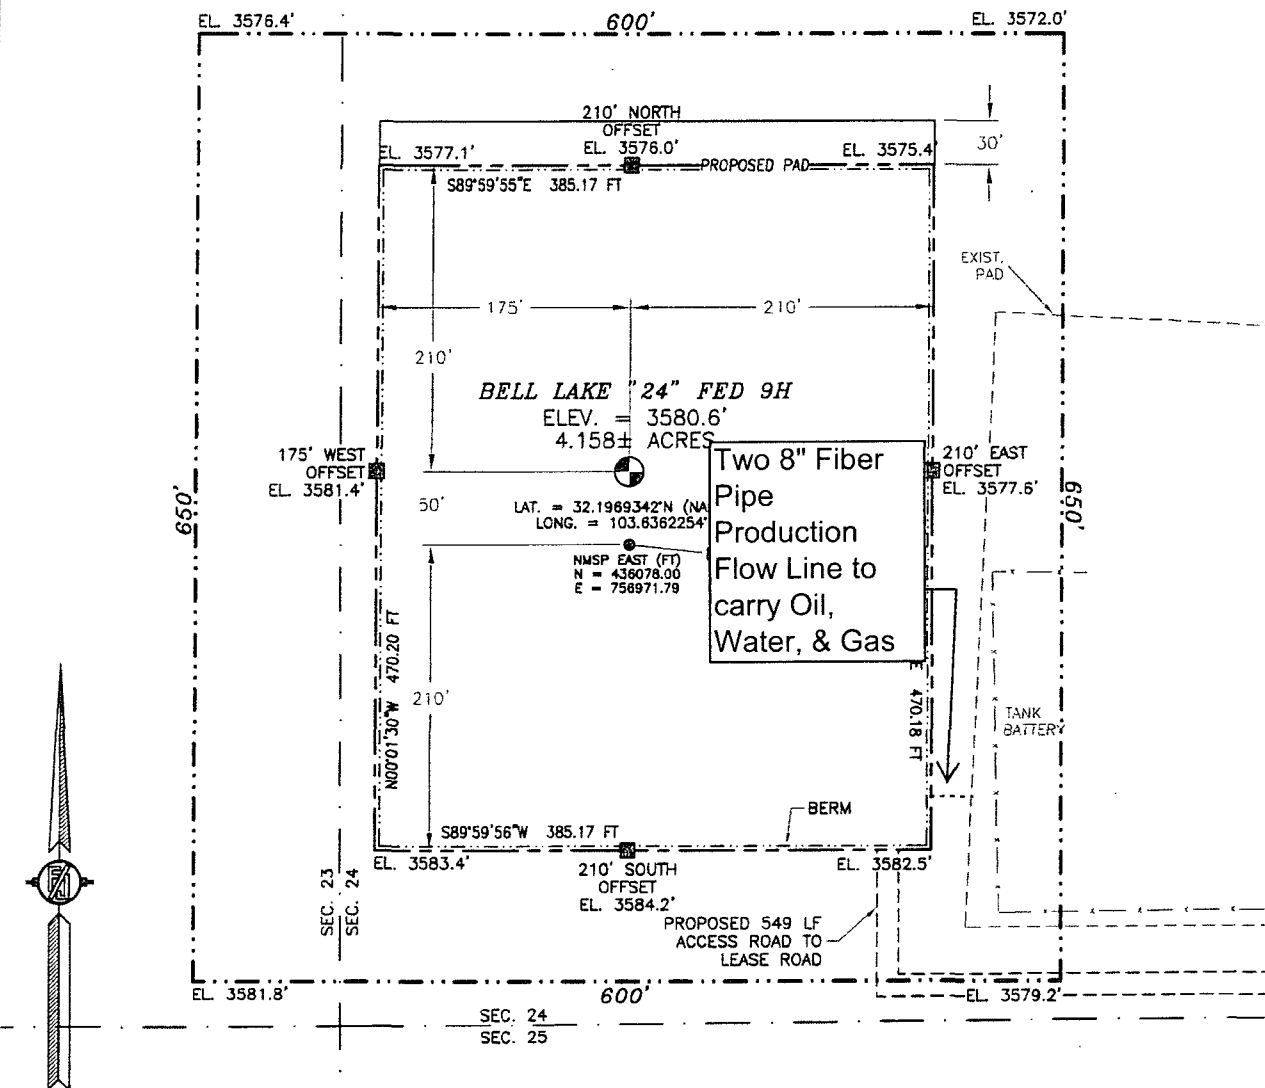 EL. 3576.4'
600'
EL. 3572.0'
210' NORTH
OFFSET
EL. 3576.0'
EL. 3577.1'
EL. 3575.4'
30'
PROPOSED PAD
S89°59'55"E 385.17 FT
EXIST.
PAD
175'
210'
210'
BELL LAKE "24" FED 9H
ELEV. = 3580.6'
4.158± ACRES
175' WEST
OFFSET
EL. 3581.4'
210' EAST
OFFSET
EL. 3577.6'
650'
650'
50'
LAT. = 32.1969342°N (NA
LONG. = 103.6362254°
NMSP EAST (FT)
N = 436078.00
E = 756971.79
Two 8" Fiber
Pipe
Production
Flow Line to
carry Oil,
Water, & Gas
N00°01'30"W 470.20 FT
210'
E 470.18 FT
TANK
BATTERY
BERM
S89°59'56"W 385.17 FT
EL. 3583.4'
EL. 3582.5'
210' SOUTH
OFFSET
EL. 3584.2'
SEC. 23
SEC. 24
PROPOSED 549 LF
ACCESS ROAD TO
LEASE ROAD
EL. 3581.8'
600'
EL. 3579.2'
SEC. 24
SEC. 25